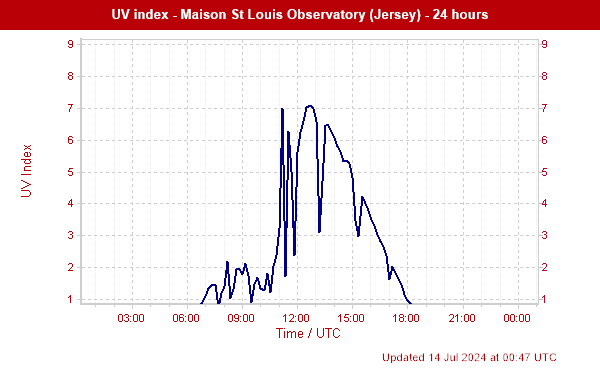 UV index - Maison St Louis Observatory (Jersey) - 24 hours
9 9
8 8
7 7
6 6
5 5
4 4
3 3
2 2
1 1
UV Index
03:00 06:00 09:00 12:00 15:00 18:00 21:00 00:00
Time / UTC
Updated 14 Jul 2024 at 00:47 UTC